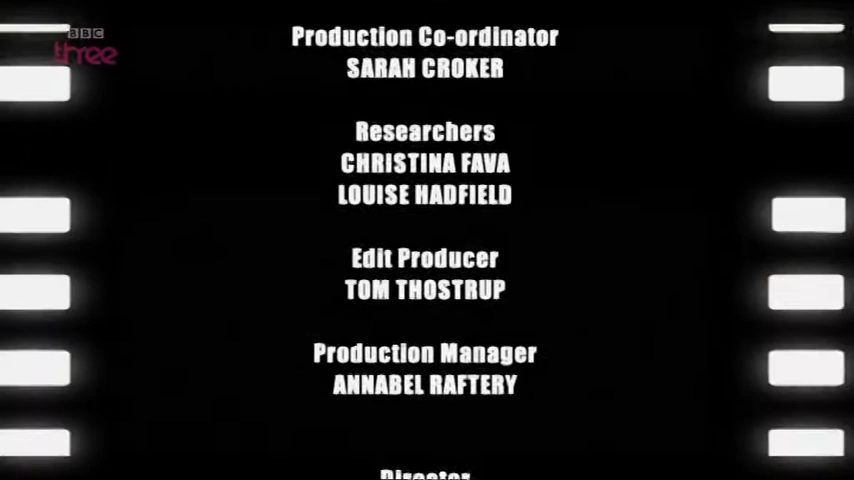 BBC
three
Production Co-ordinator
SARAH CROKER
Researchers
CHRISTINA FAVA
LOUISE HADFIELD
Edit Producer
TOM THOSTRUP
Production Manager
ANNABEL RAFTERY
Director